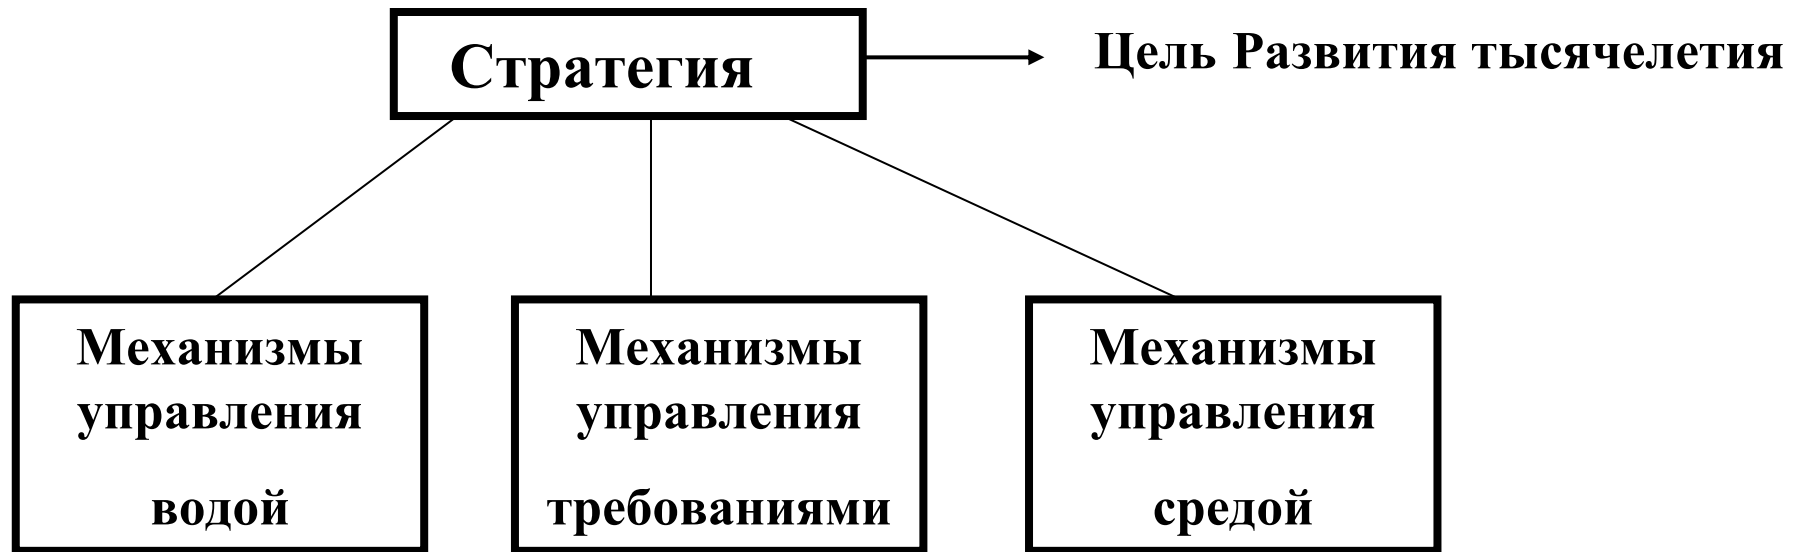 Стратегия
Цель Развития тысячелетия
Механизмы
управления
водой
Механизмы
управления
требованиями
Механизмы
управления
средой